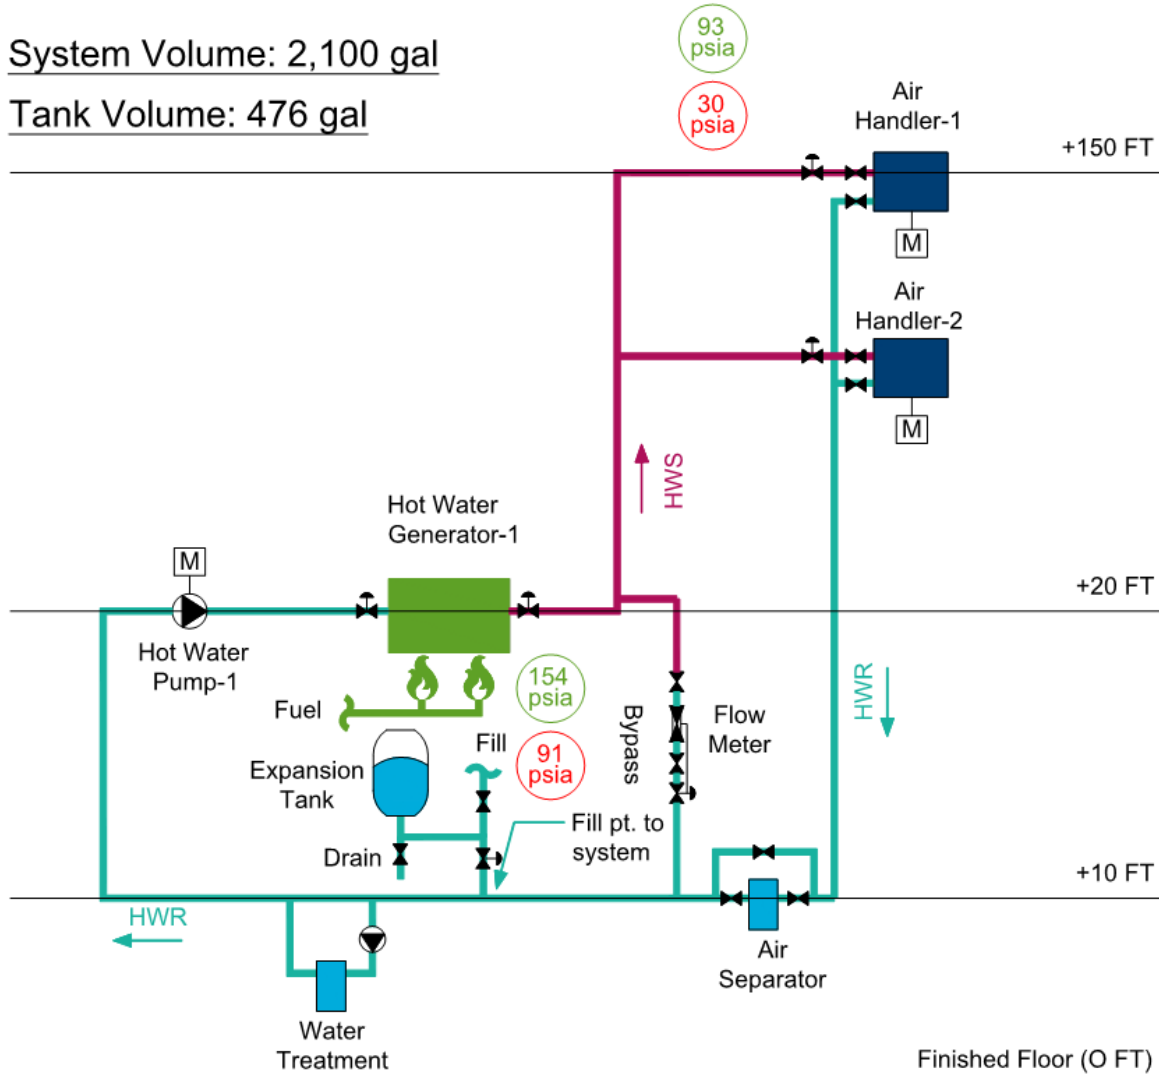 System Volume: 2,100 gal
Tank Volume: 476 gal
93
psia
30
psia
Air
Handler-1
+150 FT
M
Air
Handler-2
M
HWS
Hot Water
Generator-1
M
+20 FT
Hot Water
Pump-1
154
psia
HWR
Fuel
Bypass
Flow
Meter
Fill
91
psia
Expansion
Tank
Fill pt. to
system
Drain
+10 FT
HWR
Air
Separator
Water
Treatment
Finished Floor (O FT)